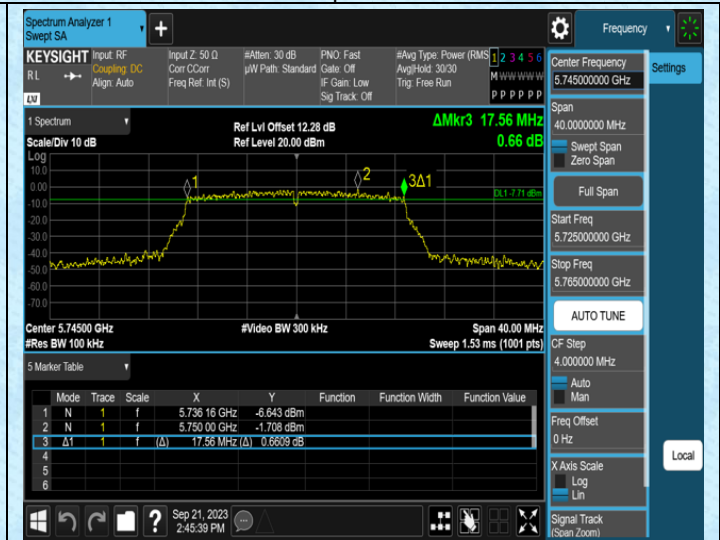 Spectrum Analyzer 1
Swept SA
+
Frequency
KEYSIGHT
RL
LXI
Input: RF
Coupling: DC
Align: Auto
Input Z: 50 Ω
Corr CCorr
Freq Ref: Int (S)
#Atten: 30 dB
µW Path: Standard
PNO: Fast
Gate: Off
IF Gain: Low
Sig Track: Off
#Avg Type: Power (RMS
Avg|Hold: 30/30
Trig: Free Run
1 2 3 4 5 6
M W W W W W
P P P P P P
1 Spectrum
Scale/Div 10 dB
Log
Ref Lvl Offset 12.28 dB
Ref Level 20.00 dBm
ΔMkr3 17.56 MHz
0.66 dB
10.0
0.00
-10.0
-20.0
-30.0
-40.0
-50.0
-60.0
-70.0
1
2
3Δ1
DL1 -7.71 dBm
Center 5.74500 GHz
#Video BW 300 kHz
Span 40.00 MHz
#Res BW 100 kHz
Sweep 1.53 ms (1001 pts)
5 Marker Table
Mode Trace Scale X Y Function Function Width Function Value
1 N 1 f 5.736 16 GHz -6.643 dBm
2 N 1 f 5.750 00 GHz -1.708 dBm
3 Δ1 1 f (Δ) 17.56 MHz (Δ) 0.6609 dB
4
5
6
Sep 21, 2023
2:45:39 PM
Center Frequency
5.745000000 GHz
Settings
Span
40.0000000 MHz
Swept Span
Zero Span
Full Span
Start Freq
5.725000000 GHz
Stop Freq
5.765000000 GHz
AUTO TUNE
CF Step
4.000000 MHz
Auto
Man
Freq Offset
0 Hz
Local
X Axis Scale
Log
Lin
Signal Track
(Span Zoom)